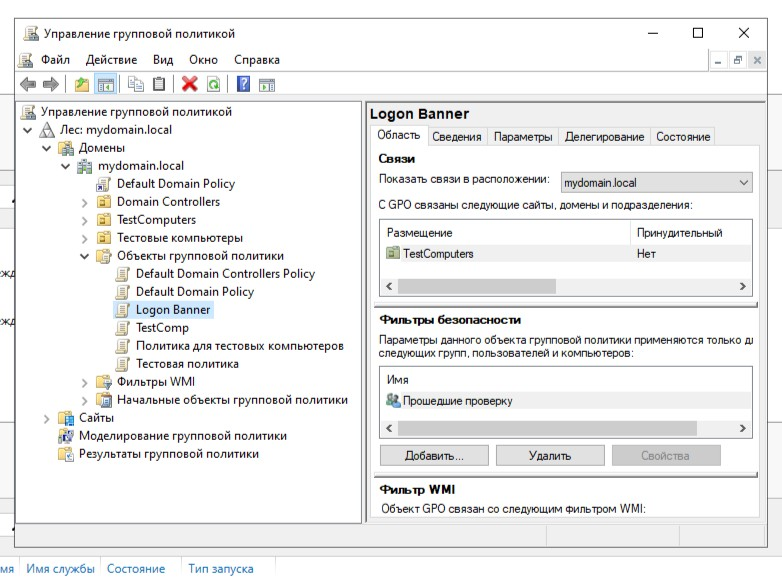 Управление групповой политикой
Файл Действие Вид Окно Справка
Управление групповой политикой
Лес: mydomain.local
Домены
mydomain.local
Default Domain Policy
Domain Controllers
TestComputers
Тестовые компьютеры
Объекты групповой политики
Default Domain Controllers Policy
Default Domain Policy
Logon Banner
TestComp
Политика для тестовых компьютеров
Тестовая политика
Фильтры WMI
Начальные объекты групповой политики
Сайты
Моделирование групповой политики
Результаты групповой политики
Logon Banner
Область Сведения Параметры Делегирование Состояние
Связи
Показать связи в расположении: mydomain.local
С GPO связаны следующие сайты, домены и подразделения:
Размещение Принудительный
TestComputers Нет
Фильтры безопасности
Параметры данного объекта групповой политики применяются только
следующих групп, пользователей и компьютеров:
Имя
Прошедшие проверку
Добавить... Удалить Свойства
Фильтр WMI
Объект GPO связан со следующим фильтром WMI:
Имя службы Состояние Тип запуска